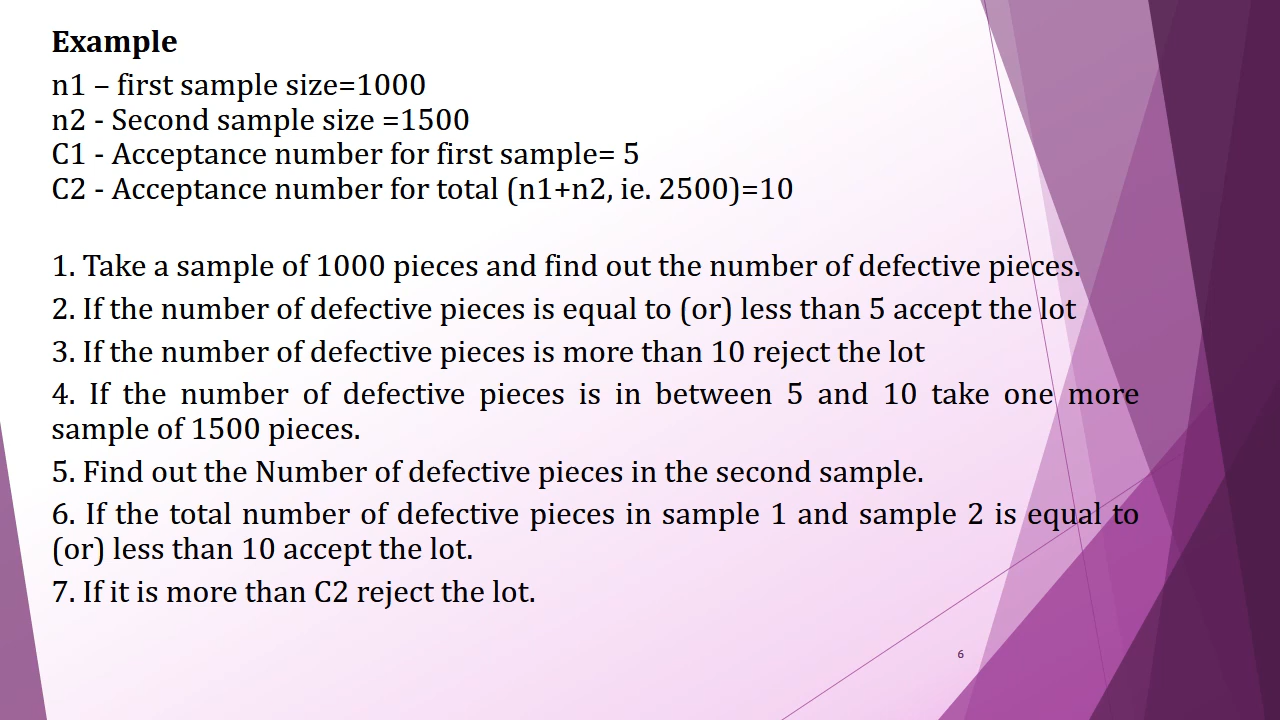 Example
n1 – first sample size=1000
n2 - Second sample size =1500
C1 - Acceptance number for first sample= 5
C2 - Acceptance number for total (n1+n2, ie. 2500)=10
1. Take a sample of 1000 pieces and find out the number of defective pieces.
2. If the number of defective pieces is equal to (or) less than 5 accept the lot
3. If the number of defective pieces is more than 10 reject the lot
4. If the number of defective pieces is in between 5 and 10 take one more
sample of 1500 pieces.
5. Find out the Number of defective pieces in the second sample.
6. If the total number of defective pieces in sample 1 and sample 2 is equal to
(or) less than 10 accept the lot.
7. If it is more than C2 reject the lot.
6